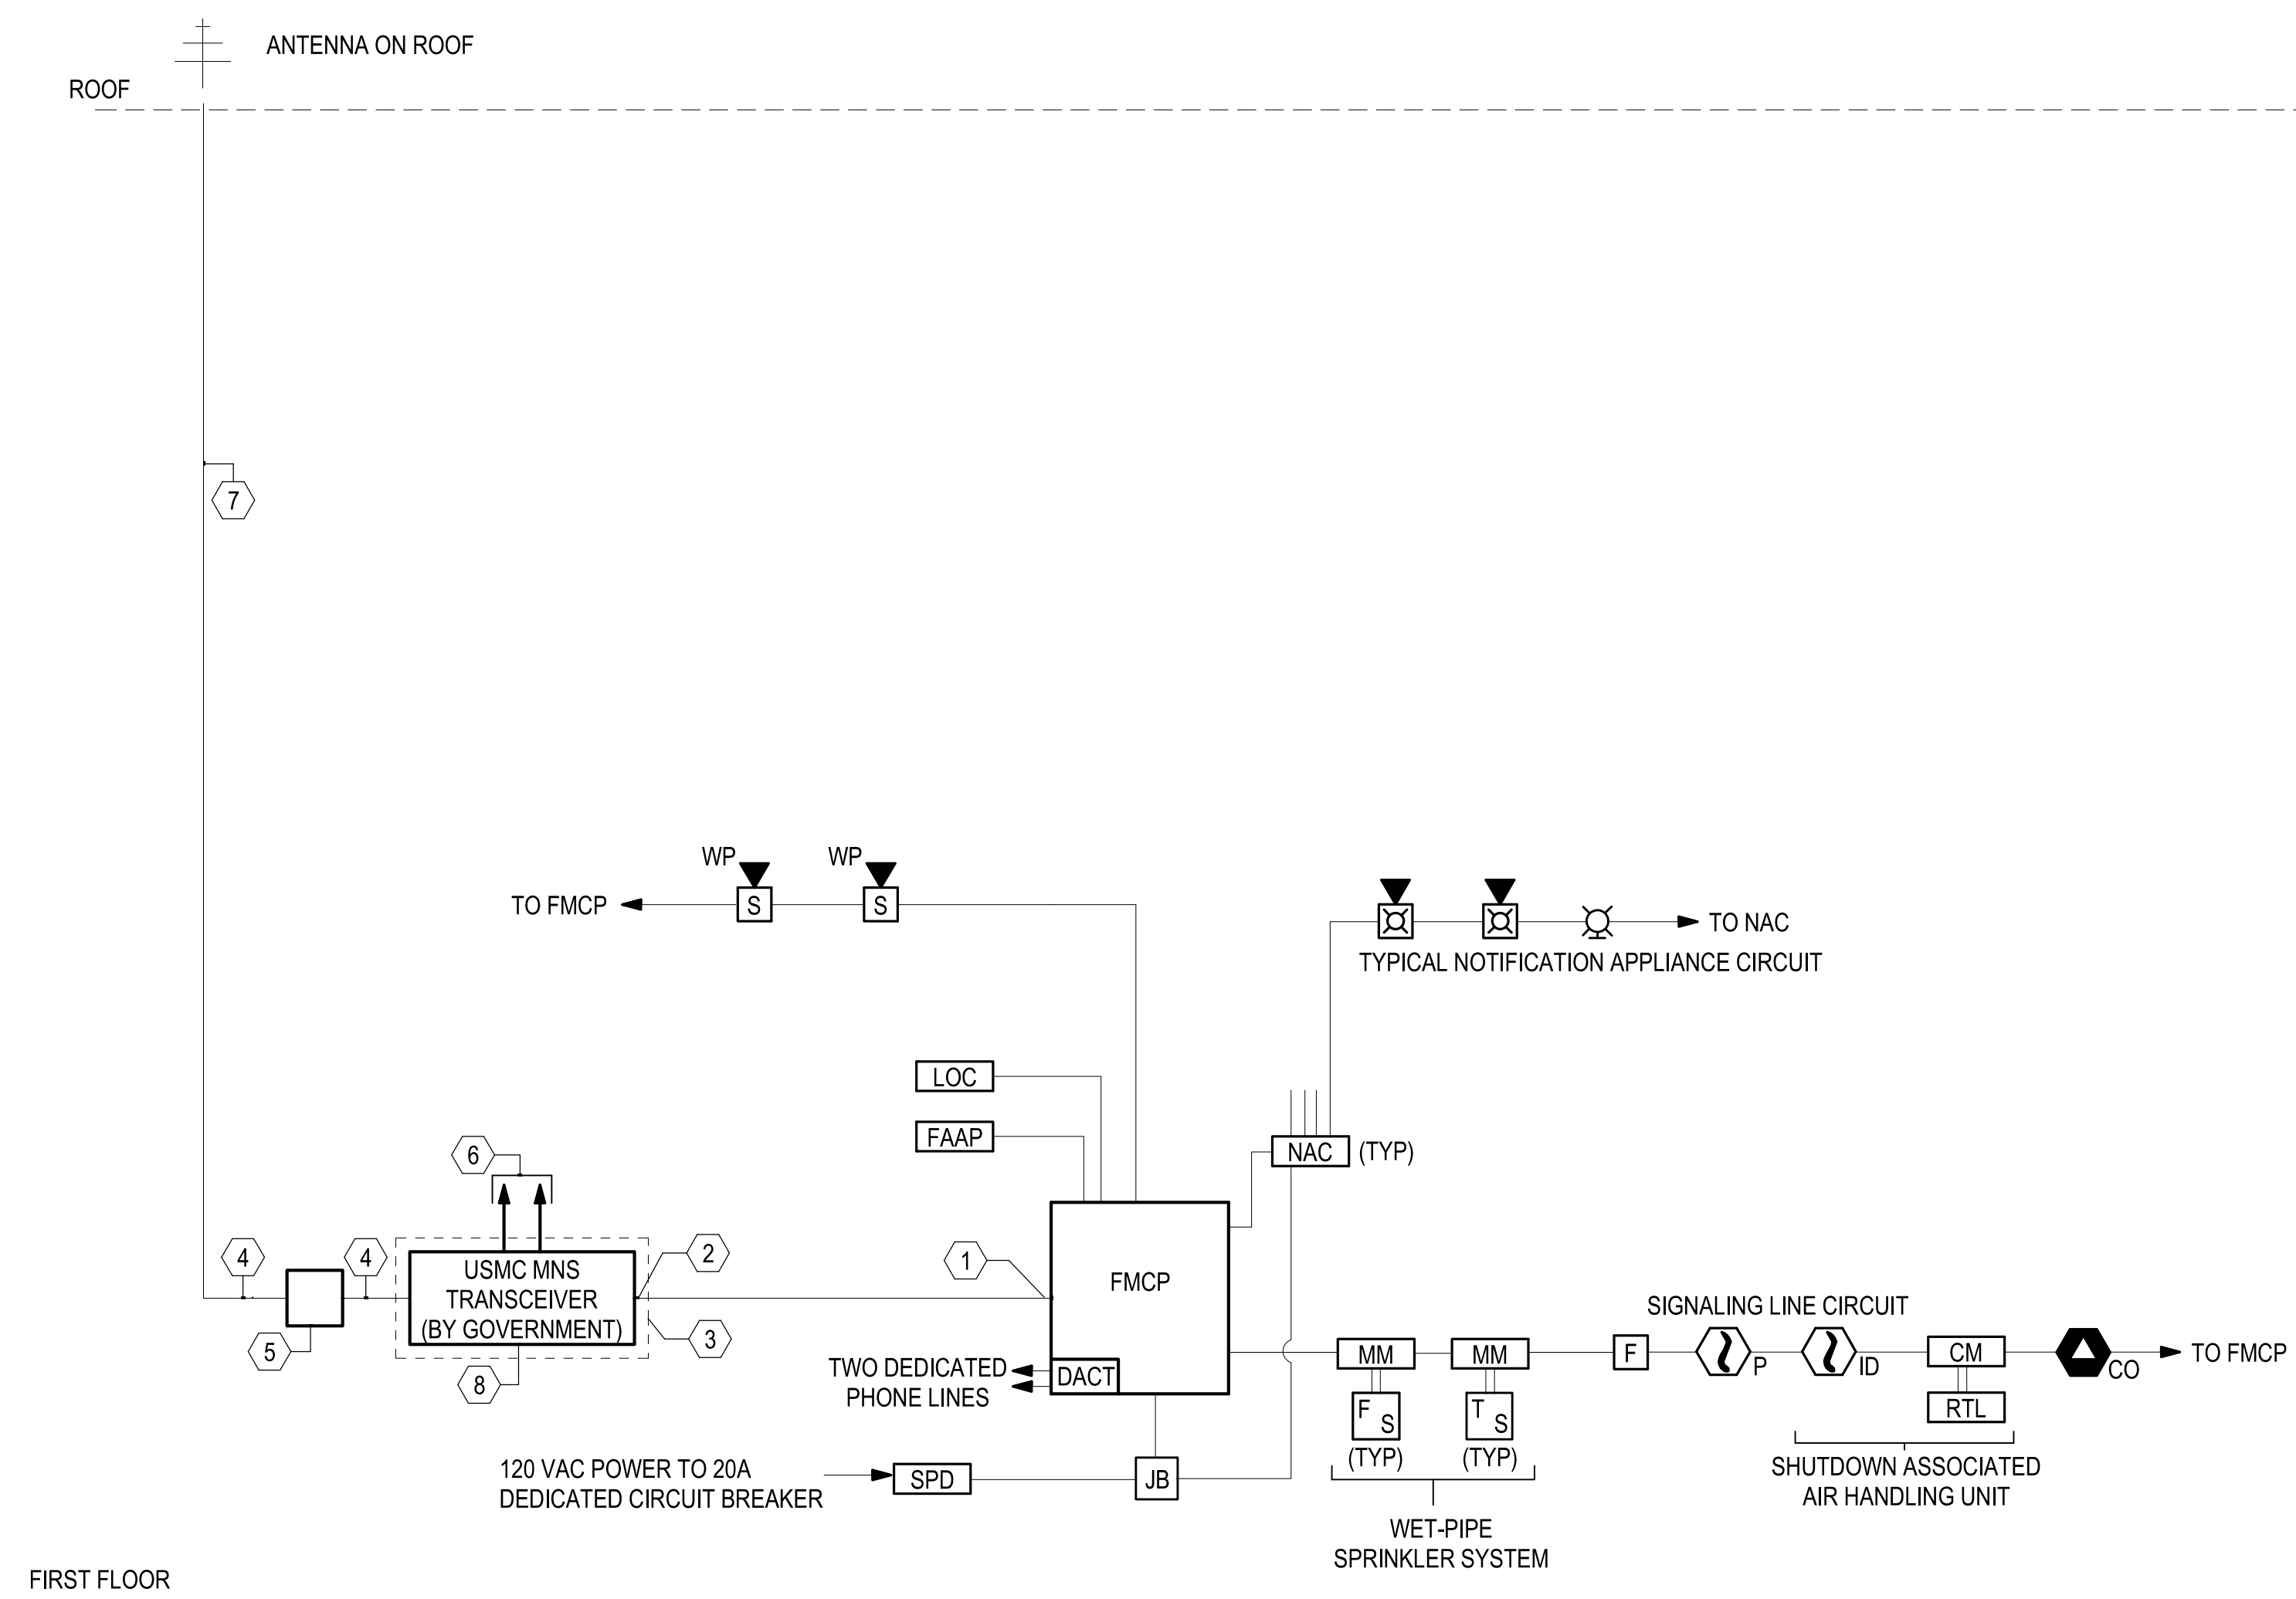 ANTENNA ON ROOF
ROOF
7
WP
WP
TO FMCP
S
S
TO NAC
TYPICAL NOTIFICATION APPLIANCE CIRCUIT
LOC
FAAP
NAC
(TYP)
6
4
4
5
USMC MNS
TRANSCEIVER
(BY GOVERNMENT)
2
3
8
1
FMCP
DACT
TWO DEDICATED
PHONE LINES
120 VAC POWER TO 20A
DEDICATED CIRCUIT BREAKER
SPD
JB
MM
MM
F S
(TYP)
T S
(TYP)
WET-PIPE
SPRINKLER SYSTEM
SIGNALING LINE CIRCUIT
F
P
ID
CM
RTL
CO
TO FMCP
SHUTDOWN ASSOCIATED
AIR HANDLING UNIT
FIRST FLOOR